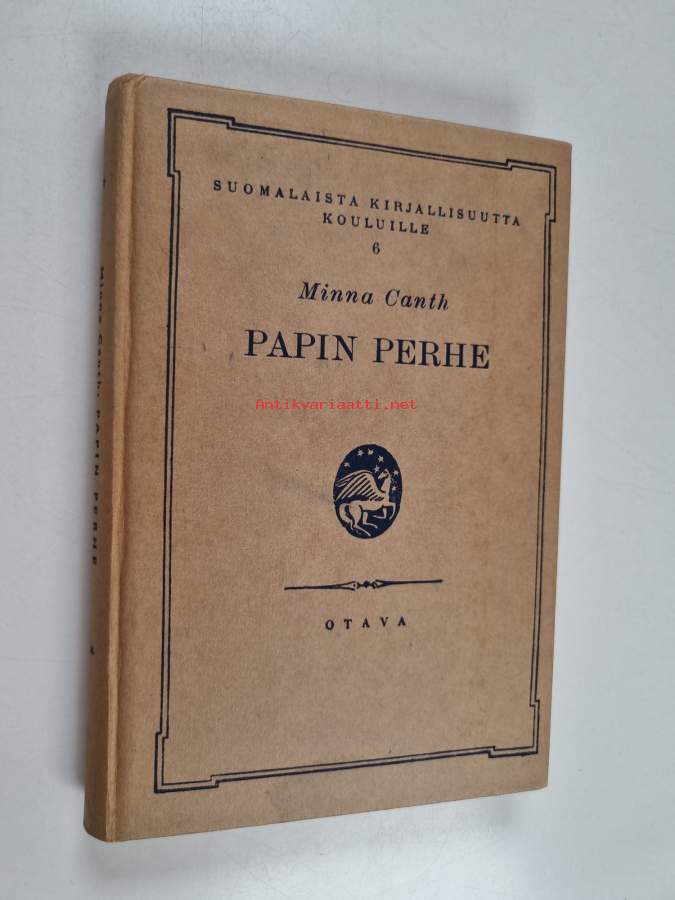 SUOMALAISTA KIRJALLISUUTTA
KOULUILLE
6
Minna Canth
PAPIN PERHE
Antikvariaatti.net
OTAVA
Minna Canth: PAPIN PERHE